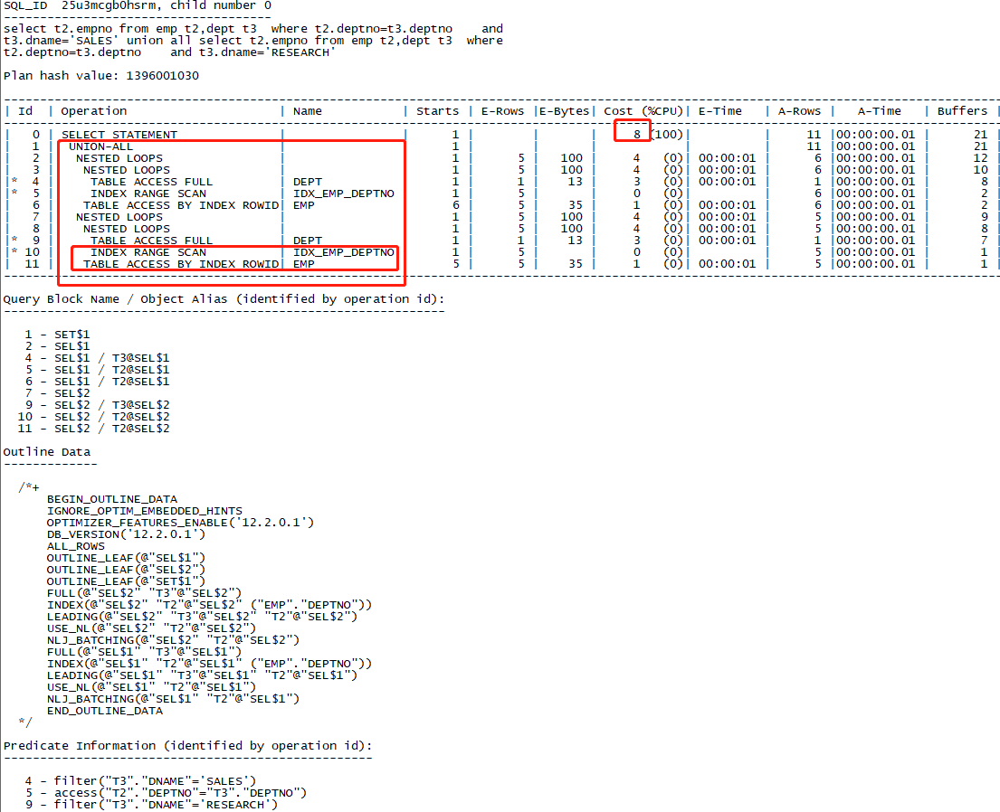 SQL_ID  25u3mcgb0hsrm, child number 0
-------------------------------------
select t2.empno from emp t2,dept t3  where t2.deptno=t3.deptno    and
t3.dname='SALES' union all select t2.empno from emp t2,dept t3  where
t2.deptno=t3.deptno    and t3.dname='RESEARCH'
Plan hash value: 1396001030
---------------------------------------------------------------------------------------------------------------------------------------
| Id  | Operation                     | Name           | Starts | E-Rows |E-Bytes| Cost (%CPU)| E-Time   | A-Rows |   A-Time   | Buffers |
---------------------------------------------------------------------------------------------------------------------------------------
|   0 | SELECT STATEMENT              |                |      1 |        |       |     8 (100)|          |     11 |00:00:00.01 |      21 |
|   1 |  UNION-ALL                    |                |      1 |        |       |            |          |     11 |00:00:00.01 |      21 |
|   2 |   NESTED LOOPS                |                |      1 |      5 |   100 |     4   (0)| 00:00:01 |      6 |00:00:00.01 |      12 |
|   3 |    NESTED LOOPS               |                |      1 |      5 |   100 |     4   (0)| 00:00:01 |      6 |00:00:00.01 |      10 |
|*  4 |     TABLE ACCESS FULL         | DEPT           |      1 |      1 |    13 |     3   (0)| 00:00:01 |      1 |00:00:00.01 |       8 |
|*  5 |     INDEX RANGE SCAN          | IDX_EMP_DEPTNO |      1 |      5 |       |     0   (0)|          |      6 |00:00:00.01 |       2 |
|   6 |    TABLE ACCESS BY INDEX ROWID| EMP            |      6 |      5 |    35 |     1   (0)| 00:00:01 |      6 |00:00:00.01 |       2 |
|   7 |   NESTED LOOPS                |                |      1 |      5 |   100 |     4   (0)| 00:00:01 |      5 |00:00:00.01 |       9 |
|   8 |    NESTED LOOPS               |                |      1 |      5 |   100 |     4   (0)| 00:00:01 |      5 |00:00:00.01 |       8 |
|*  9 |     TABLE ACCESS FULL         | DEPT           |      1 |      1 |    13 |     3   (0)| 00:00:01 |      1 |00:00:00.01 |       7 |
|* 10 |     INDEX RANGE SCAN          | IDX_EMP_DEPTNO |      1 |      5 |       |     0   (0)|          |      5 |00:00:00.01 |       1 |
|  11 |    TABLE ACCESS BY INDEX ROWID| EMP            |      5 |      5 |    35 |     1   (0)| 00:00:01 |      5 |00:00:00.01 |       1 |
---------------------------------------------------------------------------------------------------------------------------------------
Query Block Name / Object Alias (identified by operation id):
-------------------------------------------------------------
   1 - SET$1
   2 - SEL$1
   4 - SEL$1 / T3@SEL$1
   5 - SEL$1 / T2@SEL$1
   6 - SEL$1 / T2@SEL$1
   7 - SEL$2
   9 - SEL$2 / T3@SEL$2
  10 - SEL$2 / T2@SEL$2
  11 - SEL$2 / T2@SEL$2
Outline Data
-------------
  /*+
      BEGIN_OUTLINE_DATA
      IGNORE_OPTIM_EMBEDDED_HINTS
      OPTIMIZER_FEATURES_ENABLE('12.2.0.1')
      DB_VERSION('12.2.0.1')
      ALL_ROWS
      OUTLINE_LEAF(@"SEL$1")
      OUTLINE_LEAF(@"SEL$2")
      OUTLINE_LEAF(@"SET$1")
      FULL(@"SEL$2" "T3"@"SEL$2")
      INDEX(@"SEL$2" "T2"@"SEL$2" ("EMP"."DEPTNO"))
      LEADING(@"SEL$2" "T3"@"SEL$2" "T2"@"SEL$2")
      USE_NL(@"SEL$2" "T2"@"SEL$2")
      NLJ_BATCHING(@"SEL$2" "T2"@"SEL$2")
      FULL(@"SEL$1" "T3"@"SEL$1")
      INDEX(@"SEL$1" "T2"@"SEL$1" ("EMP"."DEPTNO"))
      LEADING(@"SEL$1" "T3"@"SEL$1" "T2"@"SEL$1")
      USE_NL(@"SEL$1" "T2"@"SEL$1")
      NLJ_BATCHING(@"SEL$1" "T2"@"SEL$1")
      END_OUTLINE_DATA
  */
Predicate Information (identified by operation id):
---------------------------------------------------
   4 - filter("T3"."DNAME"='SALES')
   5 - access("T2"."DEPTNO"="T3"."DEPTNO")
   9 - filter("T3"."DNAME"='RESEARCH')